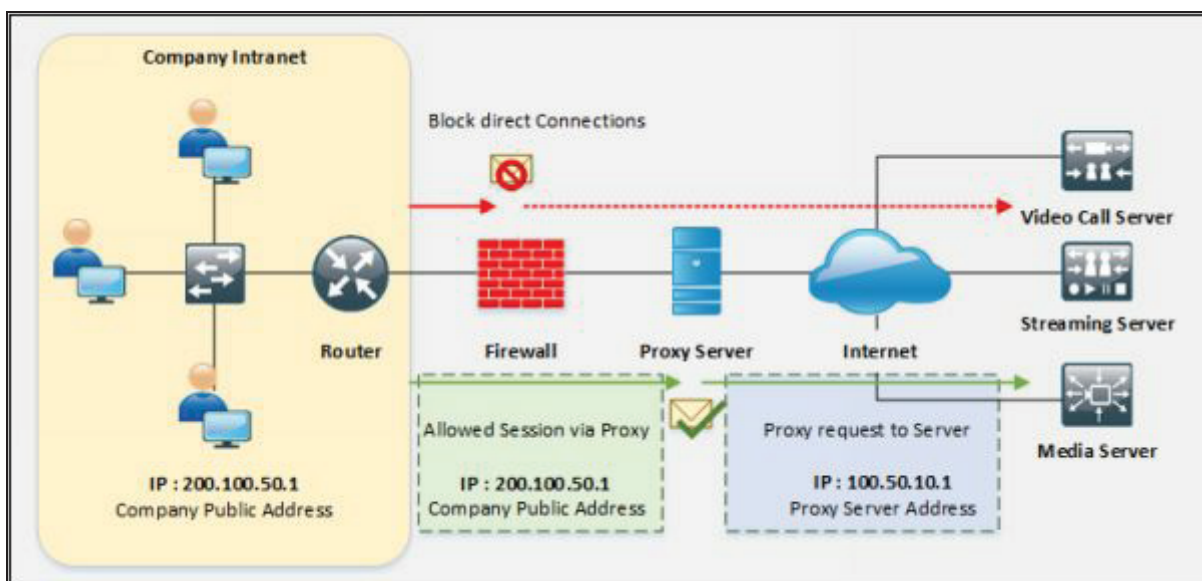 Company Intranet
Block direct Connections
Video Call Server
Router
Firewall
Proxy Server
Internet
Streaming Server
Allowed Session via Proxy
Proxy request to Server
Media Server
IP : 200.100.50.1
Company Public Address
IP : 200.100.50.1
Company Public Address
IP : 100.50.10.1
Proxy Server Address